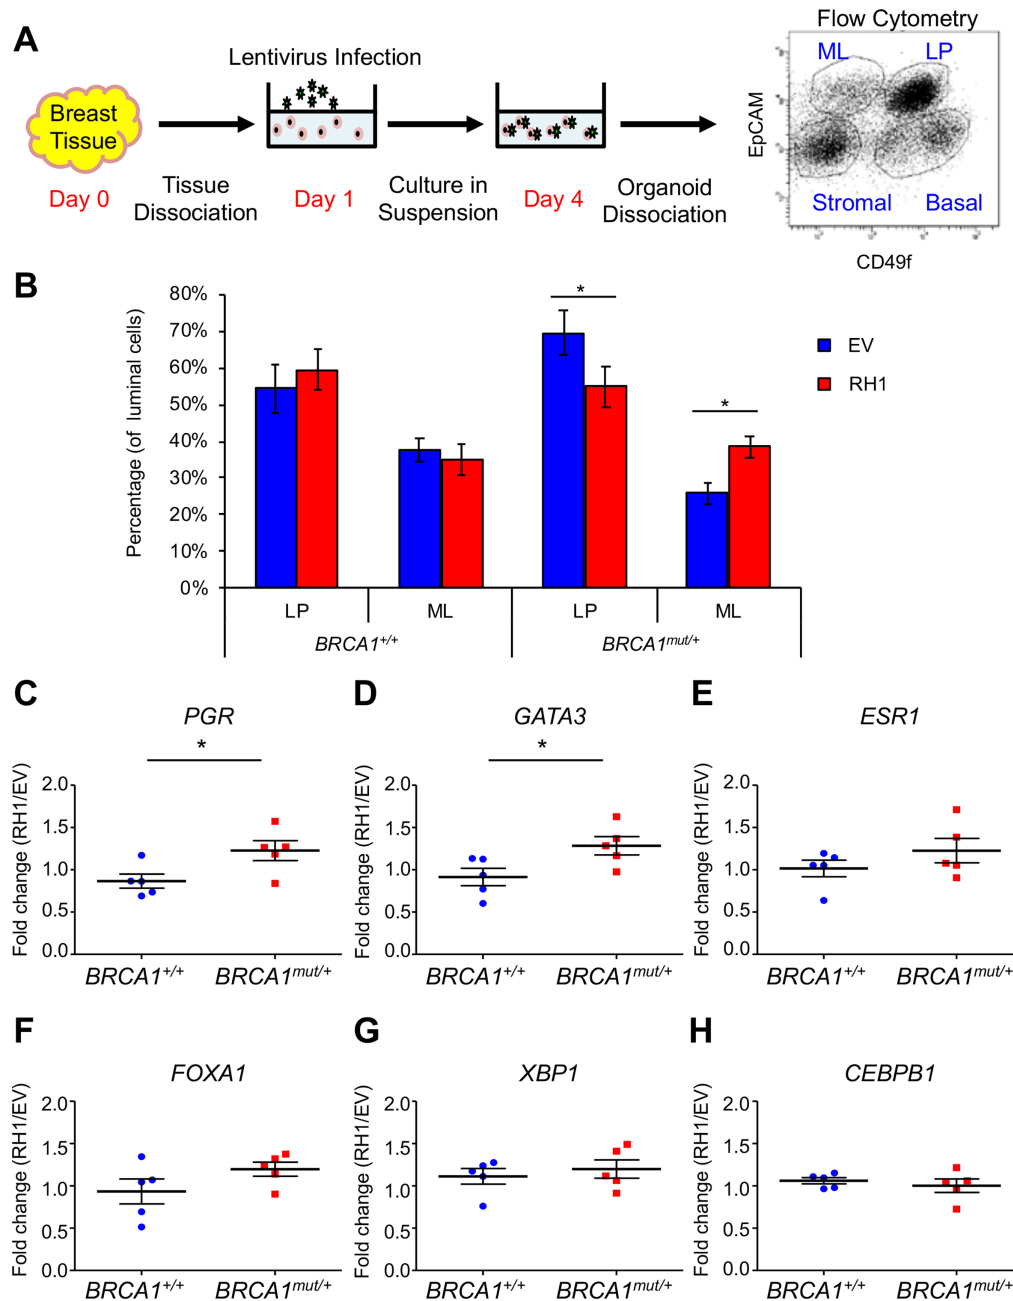 A
Flow Cytometry
Lentivirus Infection
Breast
Tissue
Day 0
Tissue
Dissociation
Day 1
Culture in
Suspension
Day 4
Organoid
Dissociation
EpCAM
ML
LP
Stromal
Basal
CD49f
B
Percentage (of luminal cells)
80%
70%
60%
50%
40%
30%
20%
10%
0%
*
*
EV
RH1
LP
ML
LP
ML
BRCA1+/+
BRCA1mut/+
C
PGR
*
Fold change (RH1/EV)
2.0
1.5
1.0
0.5
0.0
BRCA1+/+
BRCA1mut/+
D
GATA3
*
Fold change (RH1/EV)
2.0
1.5
1.0
0.5
0.0
BRCA1+/+
BRCA1mut/+
E
ESR1
Fold change (RH1/EV)
2.0
1.5
1.0
0.5
0.0
BRCA1+/+
BRCA1mut/+
F
FOXA1
Fold change (RH1/EV)
2.0
1.5
1.0
0.5
0.0
BRCA1+/+
BRCA1mut/+
G
XBP1
Fold change (RH1/EV)
2.0
1.5
1.0
0.5
0.0
BRCA1+/+
BRCA1mut/+
H
CEBPB1
Fold change (RH1/EV)
2.0
1.5
1.0
0.5
0.0
BRCA1+/+
BRCA1mut/+